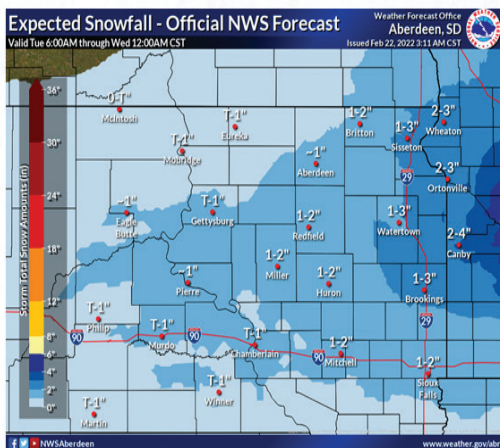 Expected Snowfall - Official NWS Forecast
Valid Tue 6:00AM through Wed 12:00AM CST
Weather Forecast Office
Aberdeen, SD
Issued Feb 22, 2022 3:11 AM CST
Storm Total Snow Amounts (in)
36"
30"
24"
18"
12"
8"
6"
4"
2"
0"
0-T"
McIntosh
T-1"
Eureka
1-2"
Britton
1-3"
Sisseton
2-3"
Wheaton
T-1"
Mobridge
~1"
Aberdeen
29
2-3"
Ortonville
~1"
Eagle
Butte
T-1"
Gettysburg
1-2"
Redfield
1-3"
Watertown
2-4"
Canby
~1"
Pierre
1-2"
Miller
1-2"
Huron
1-3"
Brookings
T-1"
Philip
90
T-1"
Murdo
90
T-1"
Chamberlain
90
1-2"
Mitchell
29
1-2"
Sioux
Falls
T-1"
Winner
T-1"
Martin
NWSAberdeen
www.weather.gov/abr